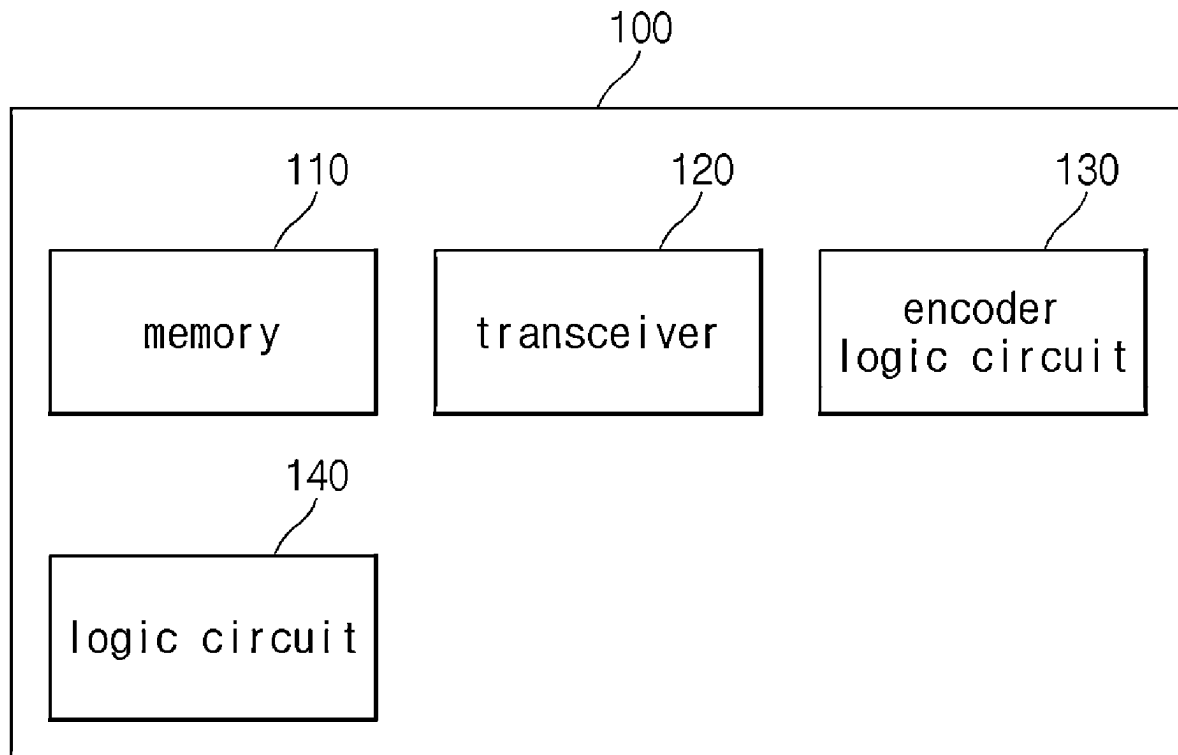 100
110
120
130
memory
transceiver
encoder
logic circuit
140
logic circuit